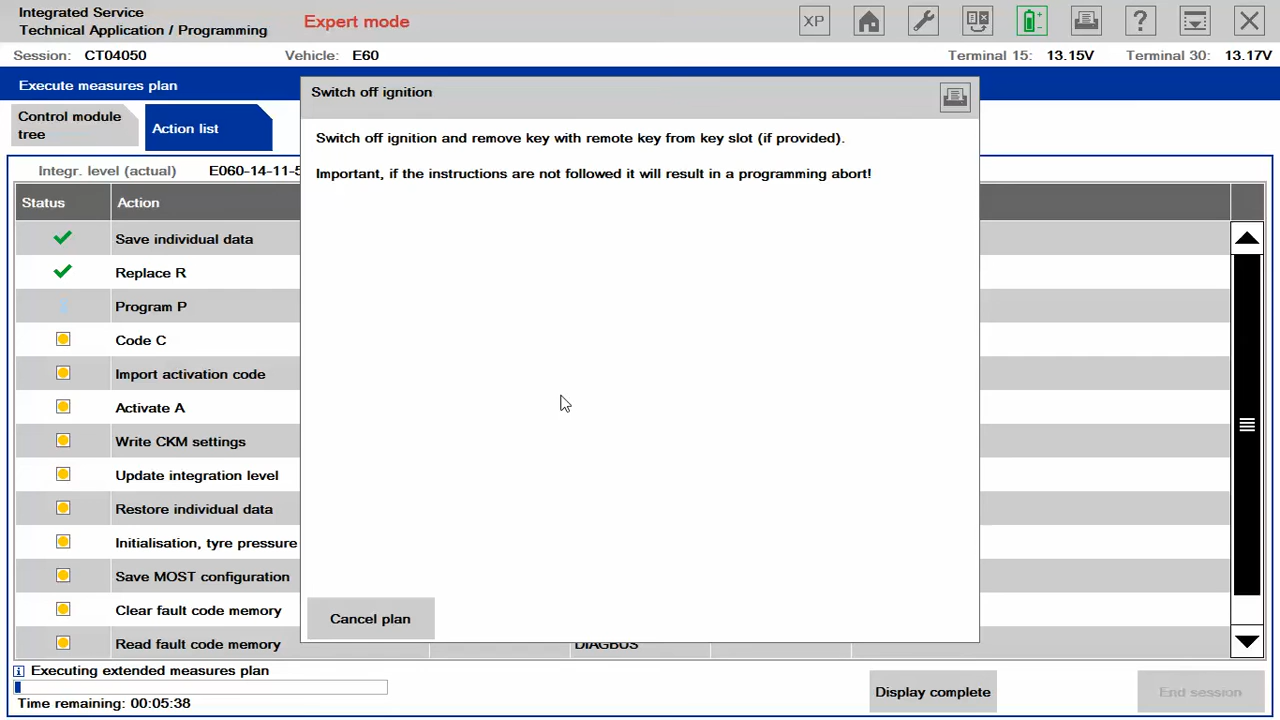 Integrated Service
Technical Application / Programming
Expert mode
XP
?
Session: CT04050
Vehicle: E60
Terminal 15: 13.15V
Terminal 30: 13.17V
Execute measures plan
Control module
tree
Action list
Switch off ignition
Switch off ignition and remove key with remote key from key slot (if provided).
Important, if the instructions are not followed it will result in a programming abort!
Integr. level (actual) E060-14-11-5
Status Action
Save individual data
Replace R
Program P
Code C
Import activation code
Activate A
Write CKM settings
Update integration level
Restore individual data
Initialisation, tyre pressure
Save MOST configuration
Clear fault code memory
Read fault code memory DIAGBUS
Cancel plan
Executing extended measures plan
Time remaining: 00:05:38
Display complete
End session